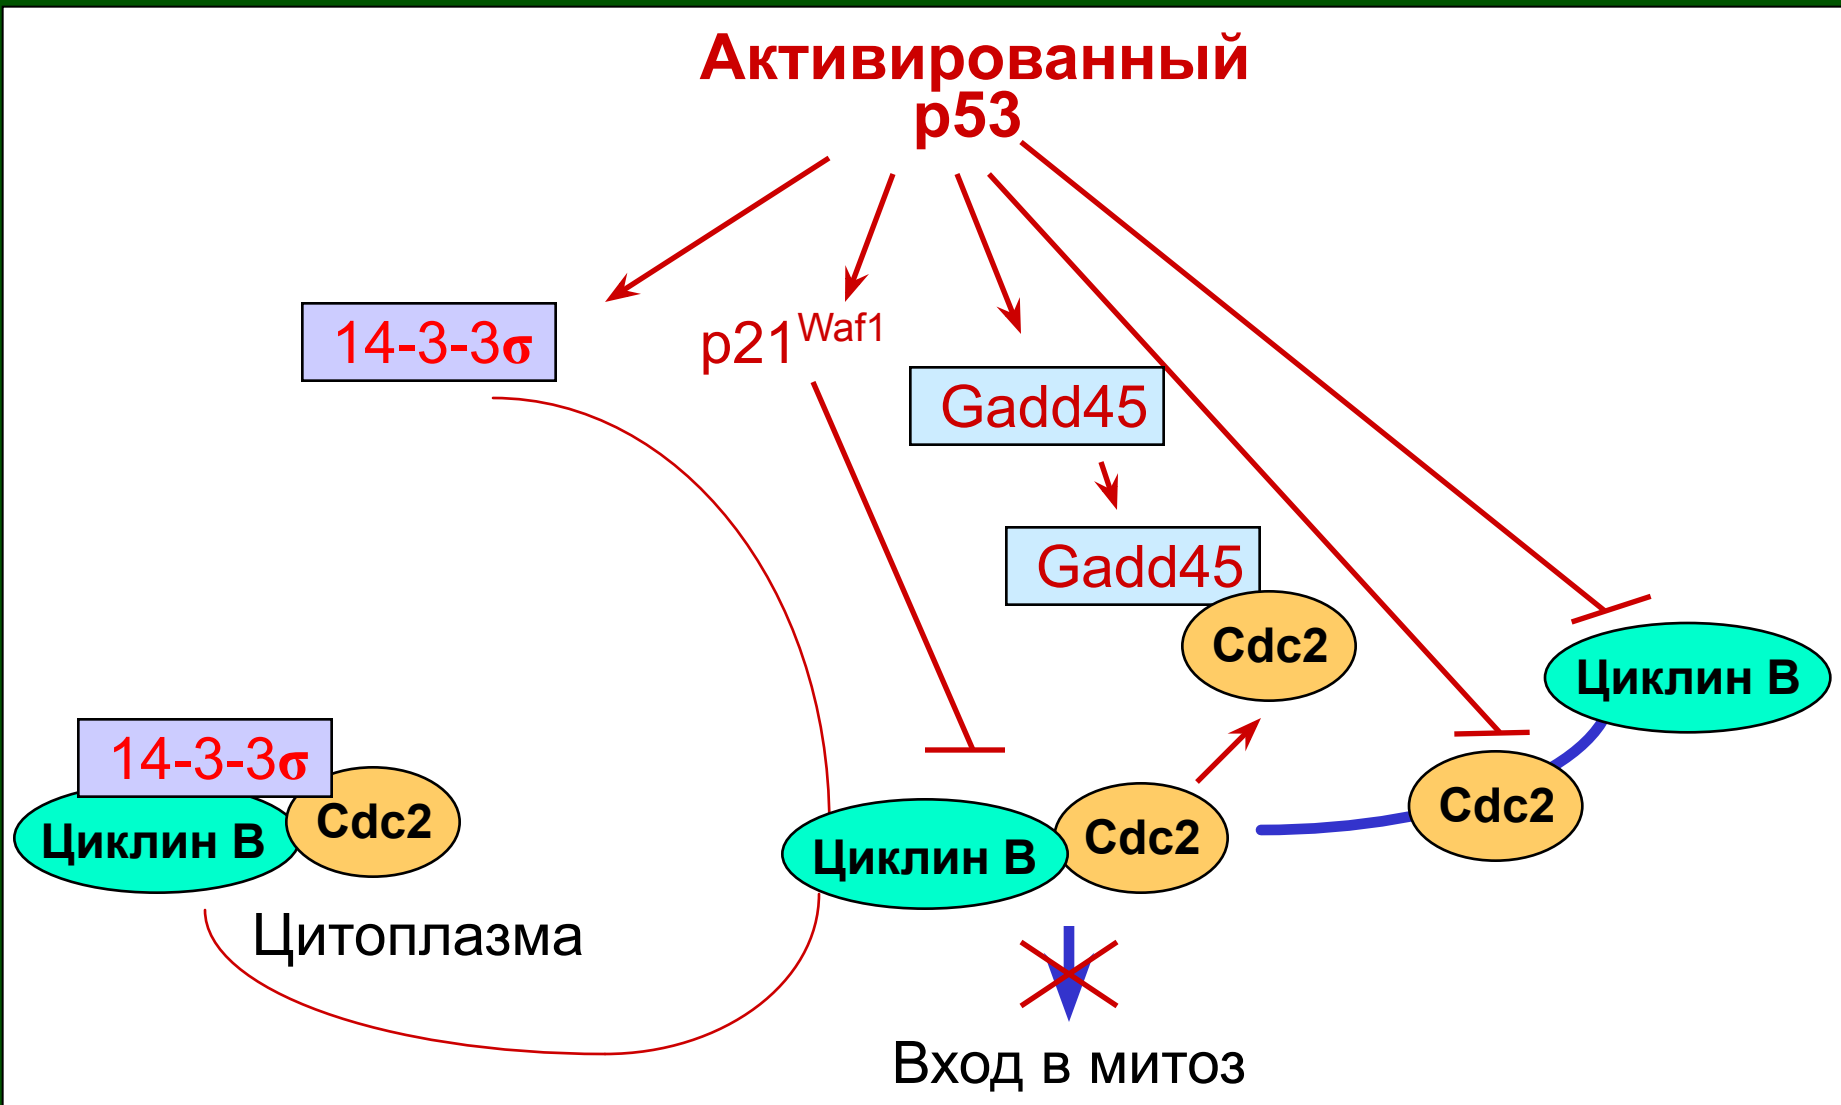 Активированный
p53
14-3-3σ
p21Waf1
Gadd45
Gadd45
Cdc2
Циклин B
14-3-3σ
Циклин B
Cdc2
Циклин B
Cdc2
Cdc2
Цитоплазма
Вход в митоз